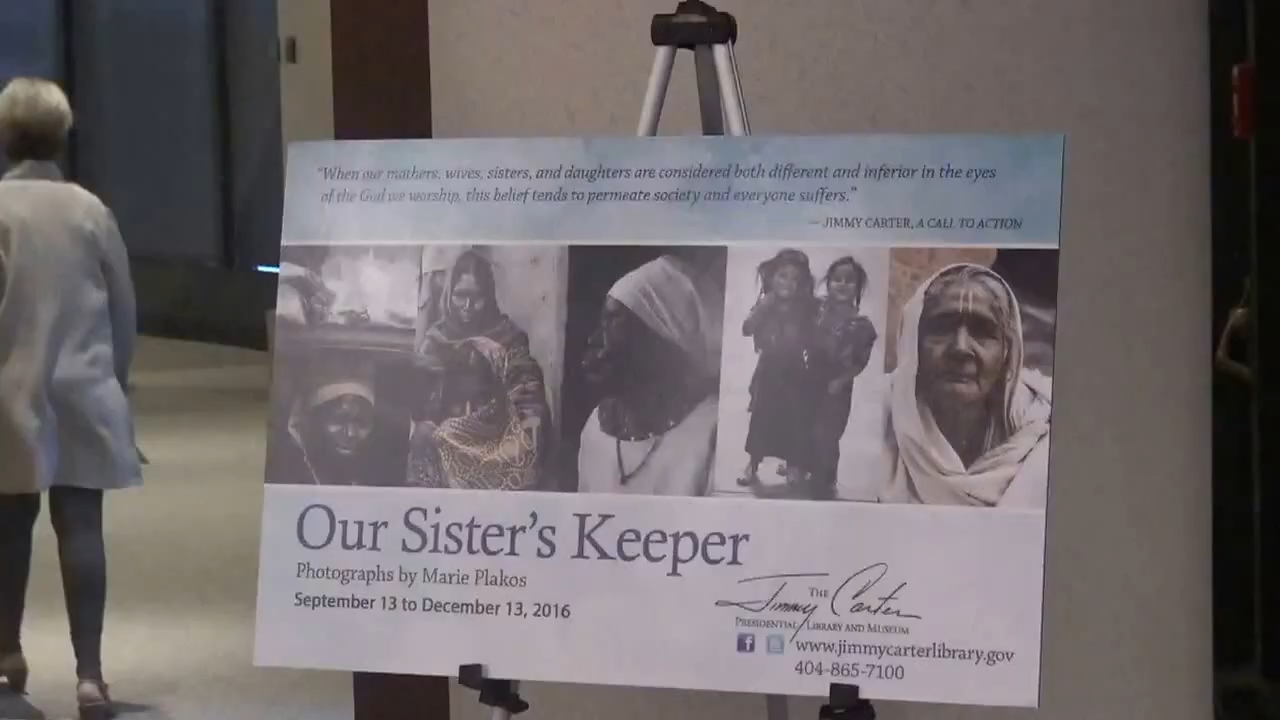 "When our mothers, wives, sisters, and daughters are considered both different and inferior in the eyes
of the God we worship, this belief tends to permeate society and everyone suffers."
— JIMMY CARTER, A CALL TO ACTION
Our Sister's Keeper
Photographs by Marie Plakos
September 13 to December 13, 2016
THE
Jimmy Carter
PRESIDENTIAL LIBRARY AND MUSEUM
f
www.jimmycarterlibrary.gov
404-865-7100